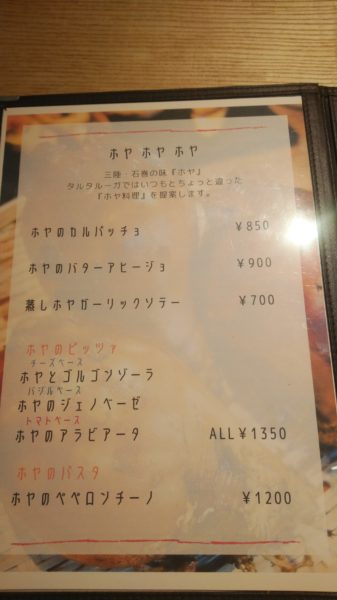 ホヤ ホヤ ホヤ
三陸・石巻の味『ホヤ』
タルタルーガではいつもとちょっと違った
『ホヤ料理』を提案します。
ホヤのカルパッチョ ￥850
ホヤのバターアヒージョ ￥900
蒸しホヤガーリックソテー ￥700
ホヤのピッツァ
チーズベース
ホヤとゴルゴンゾーラ
バジルベース
ホヤのジェノベーゼ
トマトベース
ホヤのアラビアータ ALL￥1350
ホヤのパスタ
ホヤのペペロンチーノ ￥1200